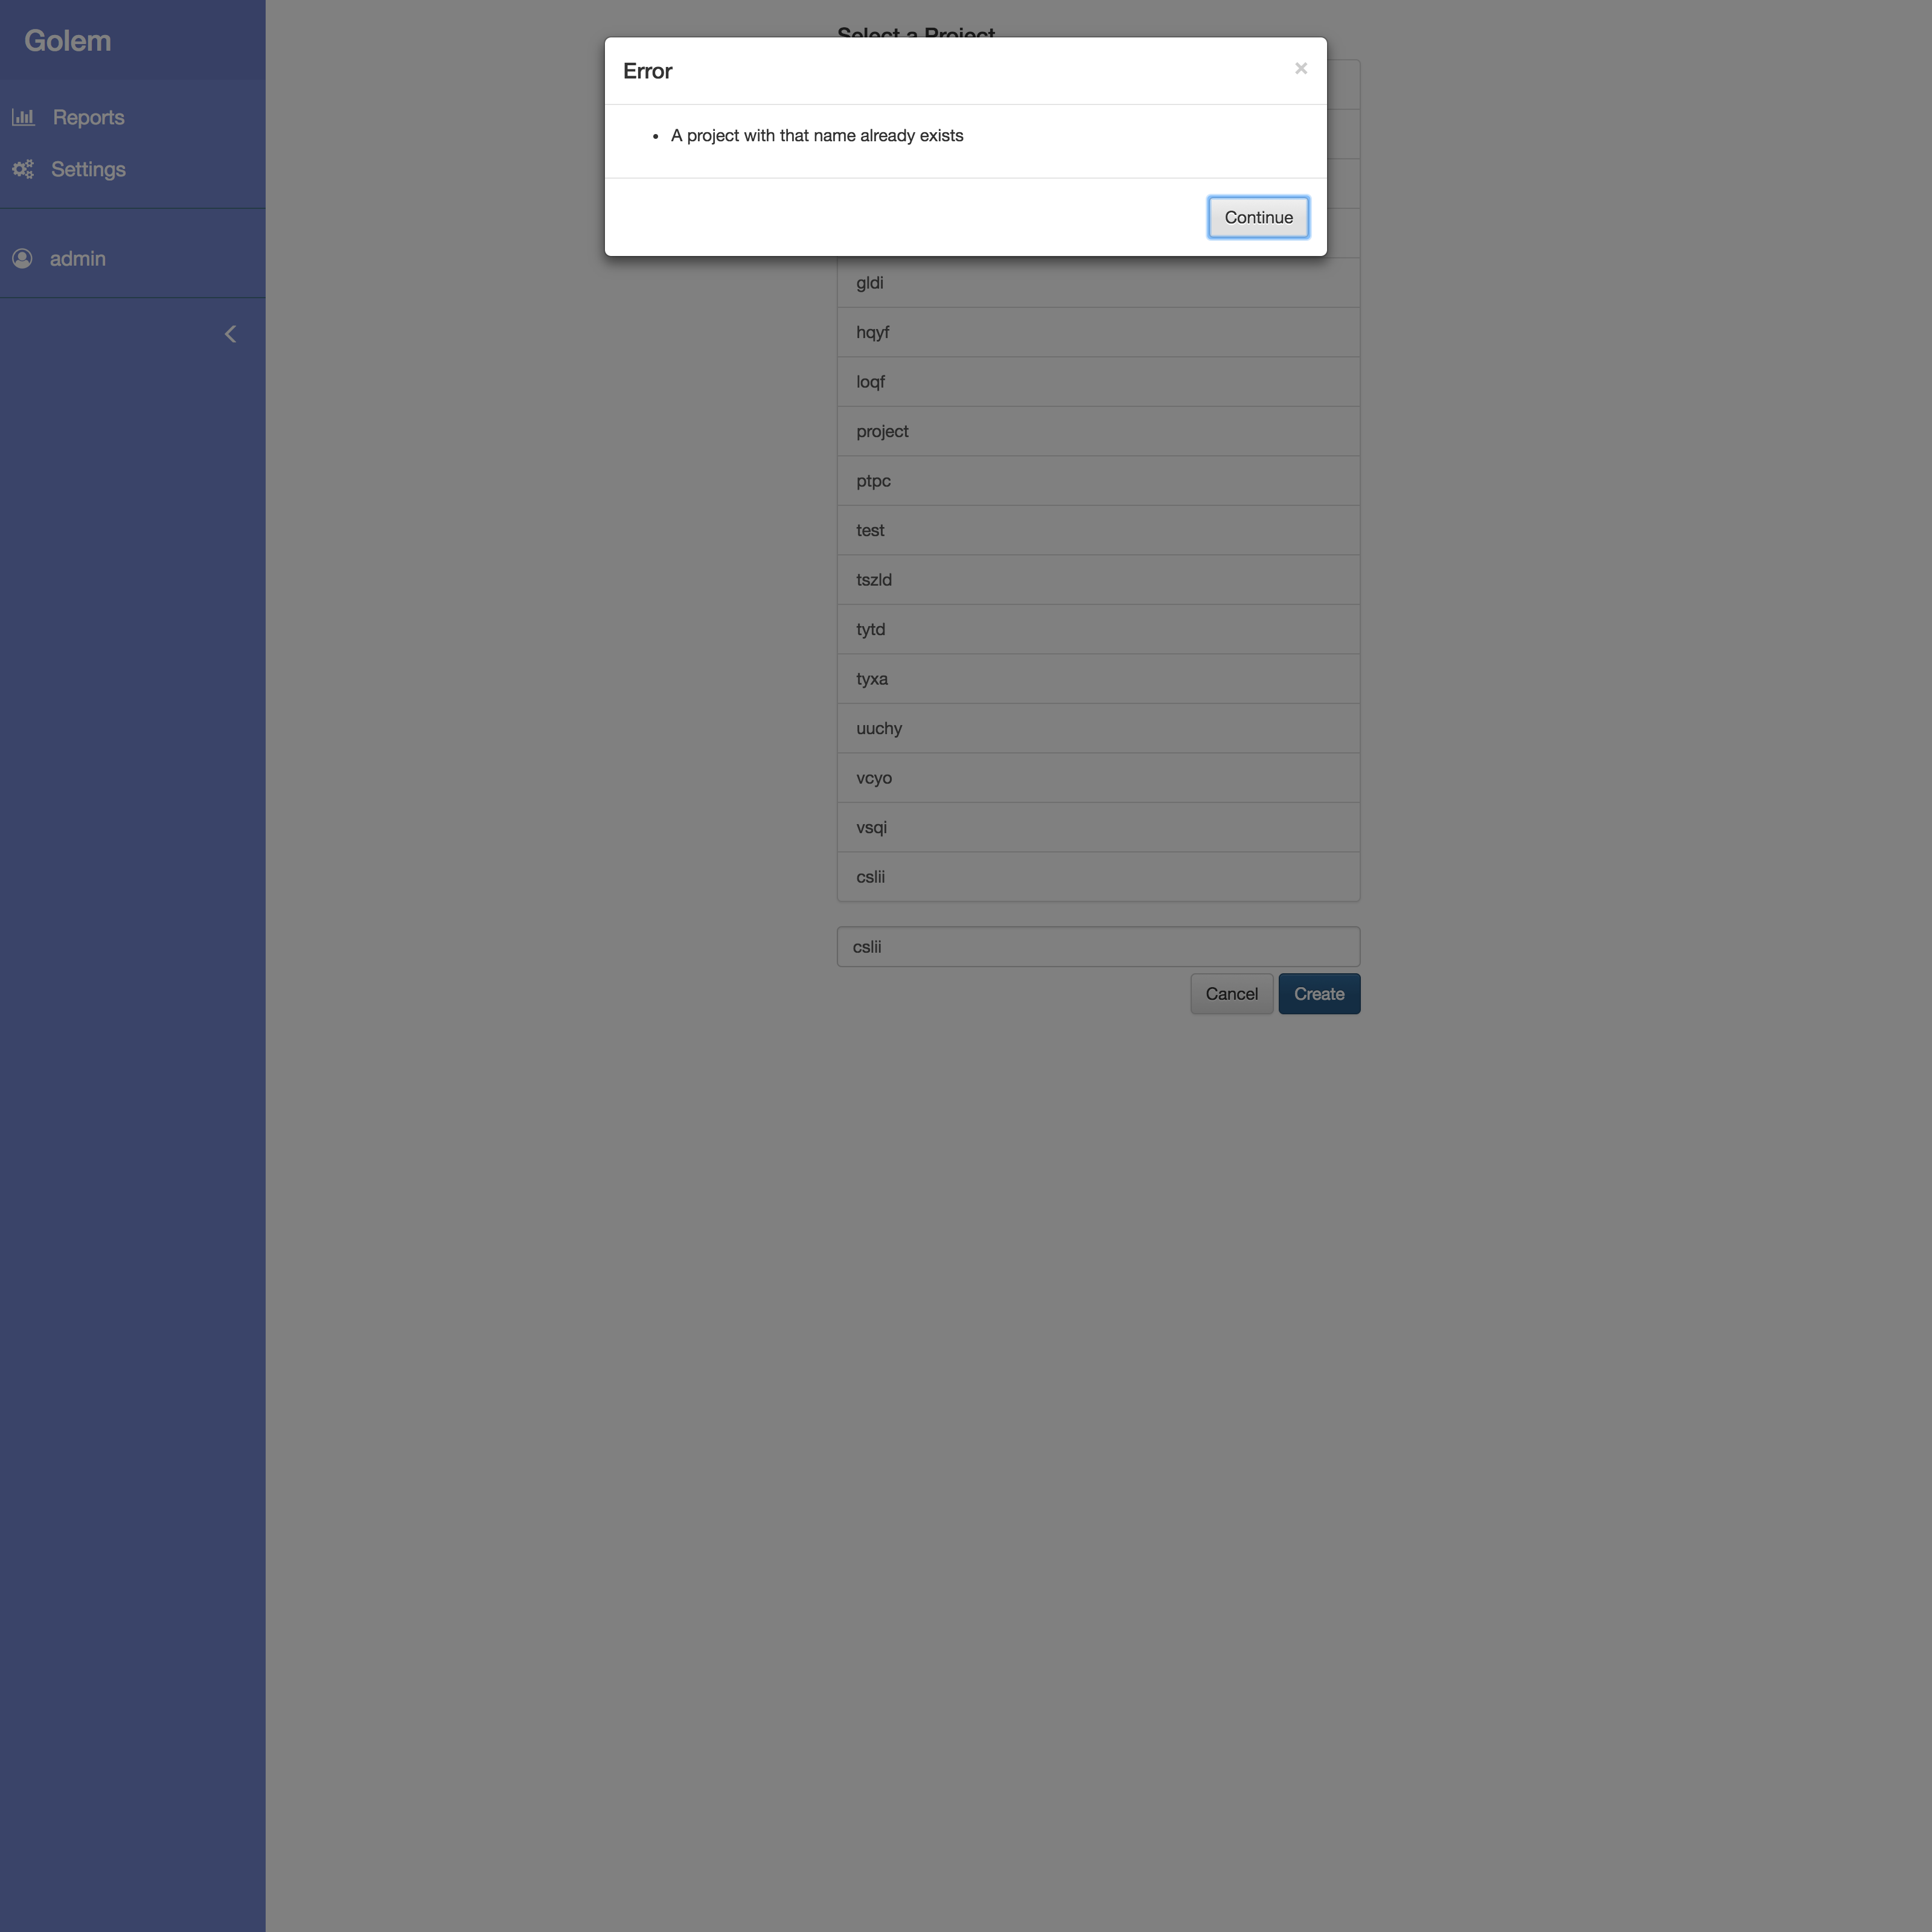 Golem
Reports
Settings
admin
Select a Project
Error
×
A project with that name already exists
Continue
gldi
hqyf
loqf
project
ptpc
test
tszld
tytd
tyxa
uuchy
vcyo
vsqi
cslii
cslii
Cancel Create